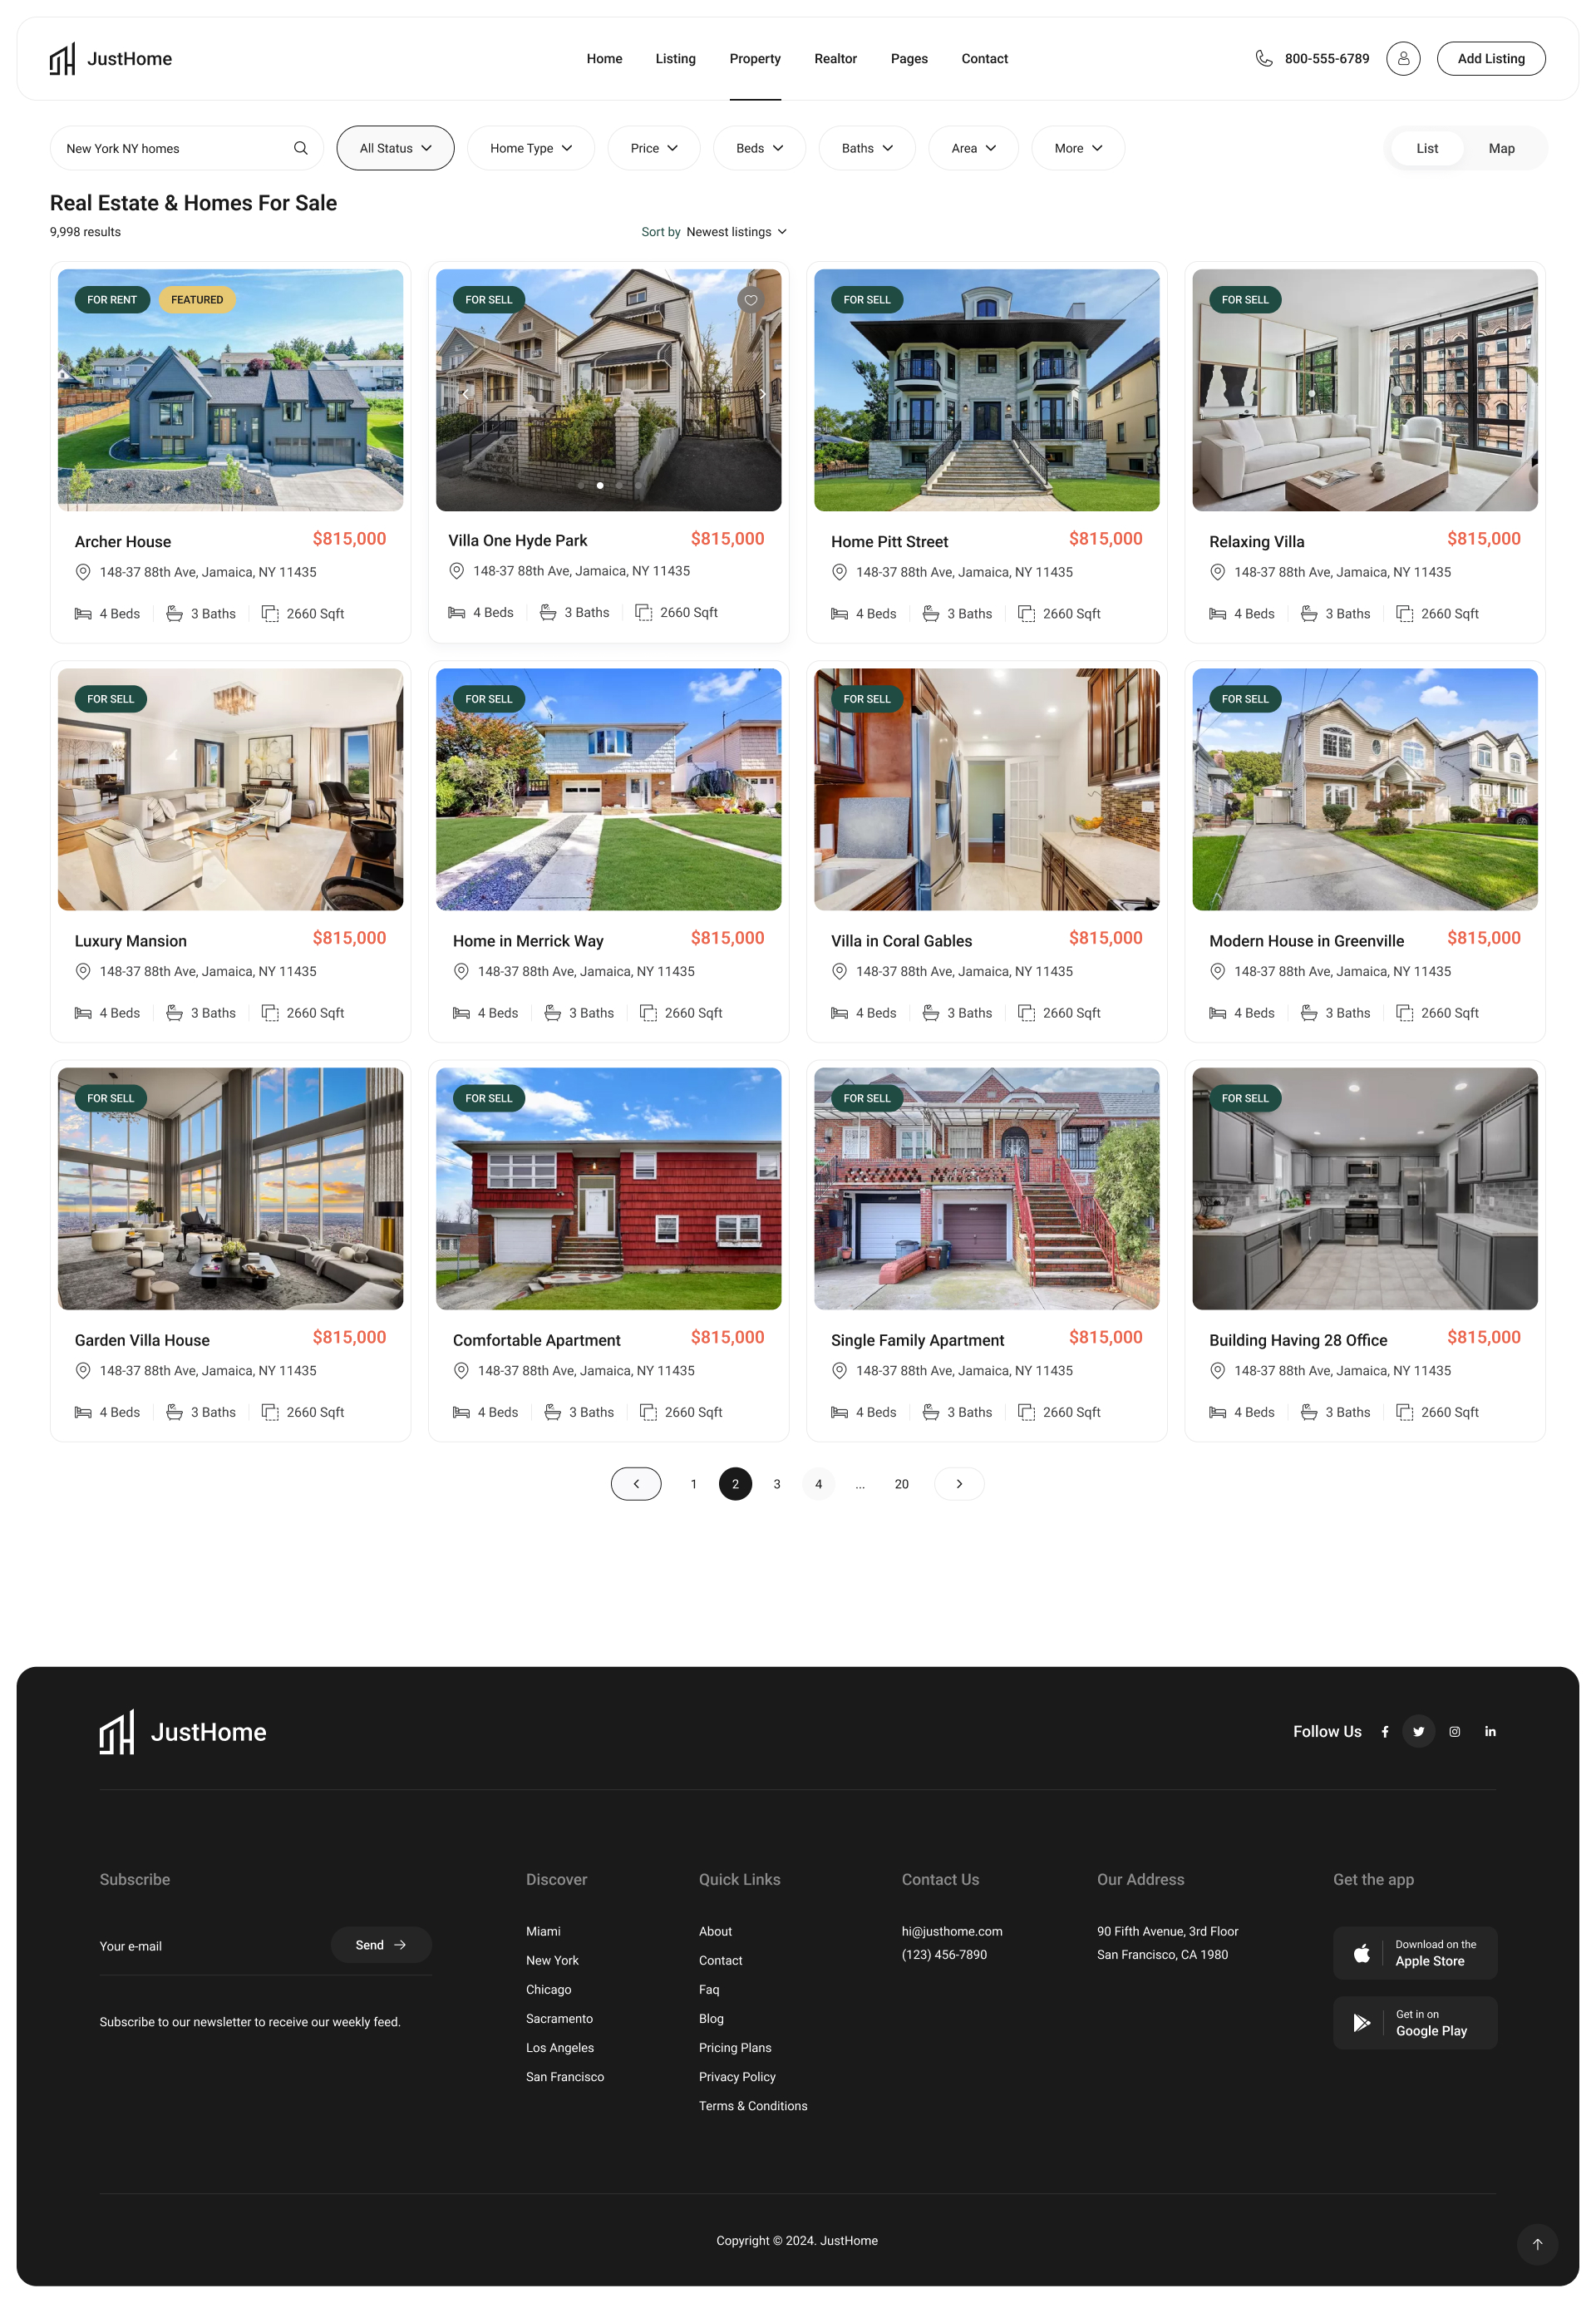 JustHome
Home Listing Property Realtor Pages Contact
800-555-6789
Add Listing
New York NY homes
All Status
Home Type
Price
Beds
Baths
Area
More
List
Map
Real Estate & Homes For Sale
9,998 results
Sort by Newest listings
FOR RENT
FEATURED
FOR SELL
FOR SELL
FOR SELL
Archer House $815,000
148-37 88th Ave, Jamaica, NY 11435
4 Beds 3 Baths 2660 Sqft
Villa One Hyde Park $815,000
148-37 88th Ave, Jamaica, NY 11435
4 Beds 3 Baths 2660 Sqft
Home Pitt Street $815,000
148-37 88th Ave, Jamaica, NY 11435
4 Beds 3 Baths 2660 Sqft
Relaxing Villa $815,000
148-37 88th Ave, Jamaica, NY 11435
4 Beds 3 Baths 2660 Sqft
FOR SELL
FOR SELL
FOR SELL
FOR SELL
Luxury Mansion $815,000
148-37 88th Ave, Jamaica, NY 11435
4 Beds 3 Baths 2660 Sqft
Home in Merrick Way $815,000
148-37 88th Ave, Jamaica, NY 11435
4 Beds 3 Baths 2660 Sqft
Villa in Coral Gables $815,000
148-37 88th Ave, Jamaica, NY 11435
4 Beds 3 Baths 2660 Sqft
Modern House in Greenville $815,000
148-37 88th Ave, Jamaica, NY 11435
4 Beds 3 Baths 2660 Sqft
FOR SELL
FOR SELL
FOR SELL
FOR SELL
Garden Villa House $815,000
148-37 88th Ave, Jamaica, NY 11435
4 Beds 3 Baths 2660 Sqft
Comfortable Apartment $815,000
148-37 88th Ave, Jamaica, NY 11435
4 Beds 3 Baths 2660 Sqft
Single Family Apartment $815,000
148-37 88th Ave, Jamaica, NY 11435
4 Beds 3 Baths 2660 Sqft
Building Having 28 Office $815,000
148-37 88th Ave, Jamaica, NY 11435
4 Beds 3 Baths 2660 Sqft
1 2 3 4 ... 20
JustHome
Follow Us
Subscribe
Your e-mail
Send
Subscribe to our newsletter to receive our weekly feed.
Discover
Miami
New York
Chicago
Sacramento
Los Angeles
San Francisco
Quick Links
About
Contact
Faq
Blog
Pricing Plans
Privacy Policy
Terms & Conditions
Contact Us
hi@justhome.com
(123) 456-7890
Our Address
90 Fifth Avenue, 3rd Floor
San Francisco, CA 1980
Get the app
Download on the
Apple Store
Get in on
Google Play
Copyright © 2024. JustHome